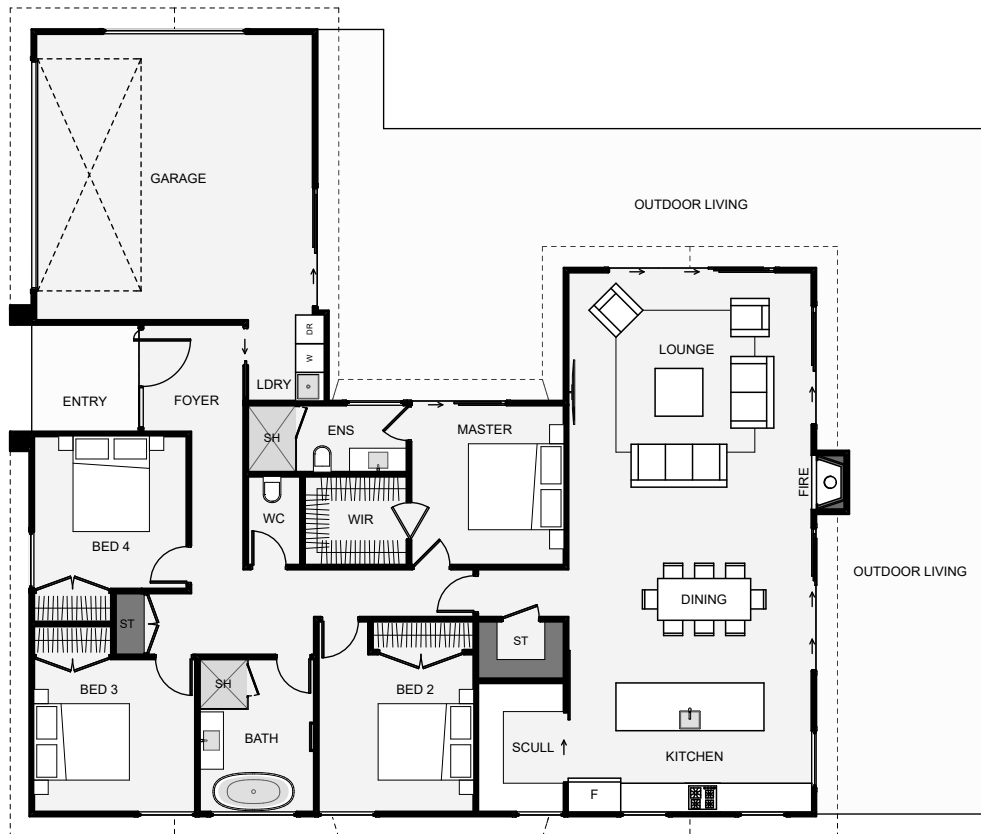 GARAGE
OUTDOOR LIVING
DR
W
LOUNGE
LDRY
ENTRY
FOYER
SH
ENS
MASTER
FIRE
WC
WIR
BED 4
OUTDOOR LIVING
DINING
ST
ST
SH
BED 3
BED 2
BATH
SCULL
KITCHEN
F